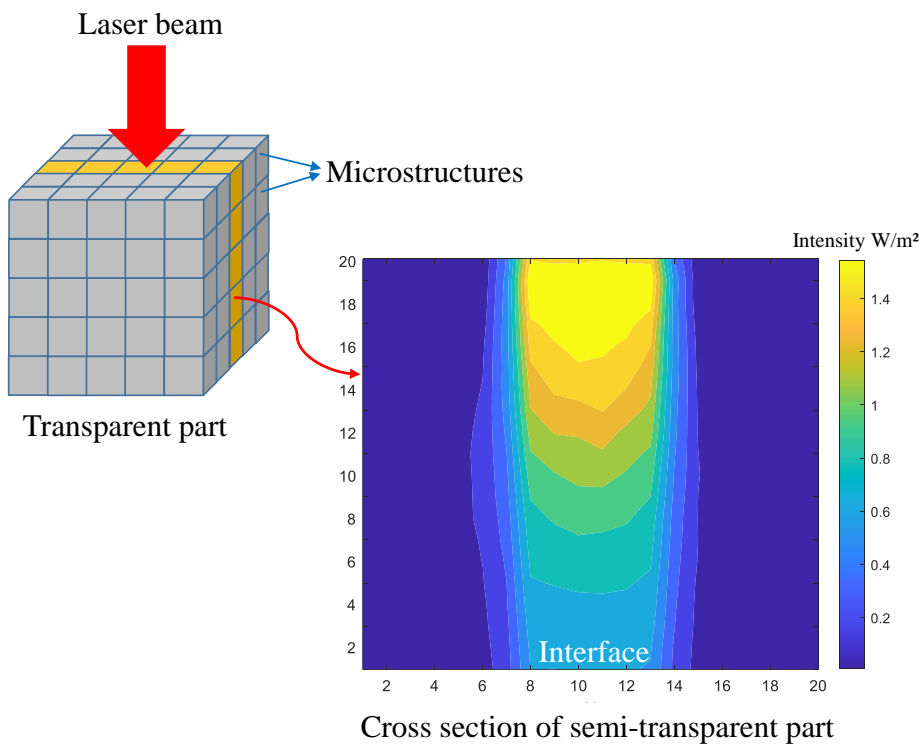 Laser beam
Microstructures
Transparent part
Intensity W/m²
20
18
16
14
12
10
8
6
4
2
1.4
1.2
1
0.8
0.6
0.4
0.2
Interface
2 4 6 8 10 12 14 16 18 20
Cross section of semi-transparent part